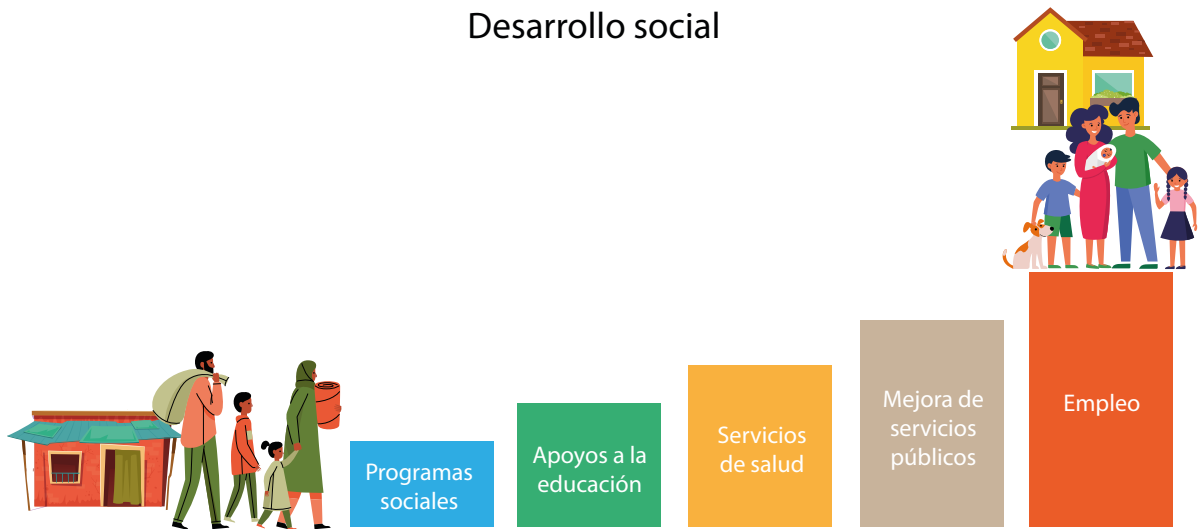 Desarrollo social
Programas
sociales
Apoyos a la
educación
Servicios
de salud
Mejora de
servicios
públicos
Empleo